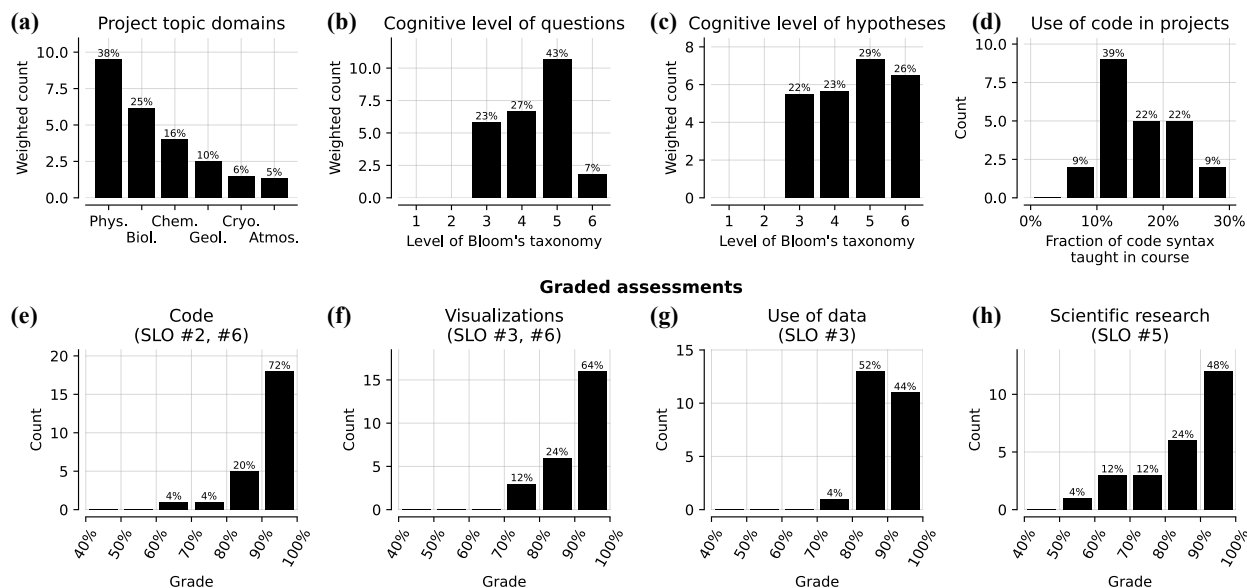 (a) Project topic domains
Weighted count
10.0
7.5
5.0
2.5
0.0
38%
25%
16%
10%
6%
5%
Phys. Chem. Cryo.
Biol. Geol. Atmos.
(b) Cognitive level of questions
Weighted count
10.0
7.5
5.0
2.5
0.0
23%
27%
43%
7%
1 2 3 4 5 6
Level of Bloom's taxonomy
(c) Cognitive level of hypotheses
Weighted count
8
6
4
2
0
22%
23%
29%
26%
1 2 3 4 5 6
Level of Bloom's taxonomy
(d) Use of code in projects
Count
10.0
7.5
5.0
2.5
0.0
9%
39%
22%
22%
9%
0% 10% 20% 30%
Fraction of code syntax
taught in course
Graded assessments
(e) Code
(SLO #2, #6)
Count
20
15
10
5
0
4%
4%
20%
72%
40% 50% 60% 70% 80% 90% 100%
Grade
(f) Visualizations
(SLO #3, #6)
Count
15
10
5
0
12%
24%
64%
40% 50% 60% 70% 80% 90% 100%
Grade
(g) Use of data
(SLO #3)
Count
15
10
5
0
4%
52%
44%
40% 50% 60% 70% 80% 90% 100%
Grade
(h) Scientific research
(SLO #5)
Count
10
5
0
4%
12%
12%
24%
48%
40% 50% 60% 70% 80% 90% 100%
Grade